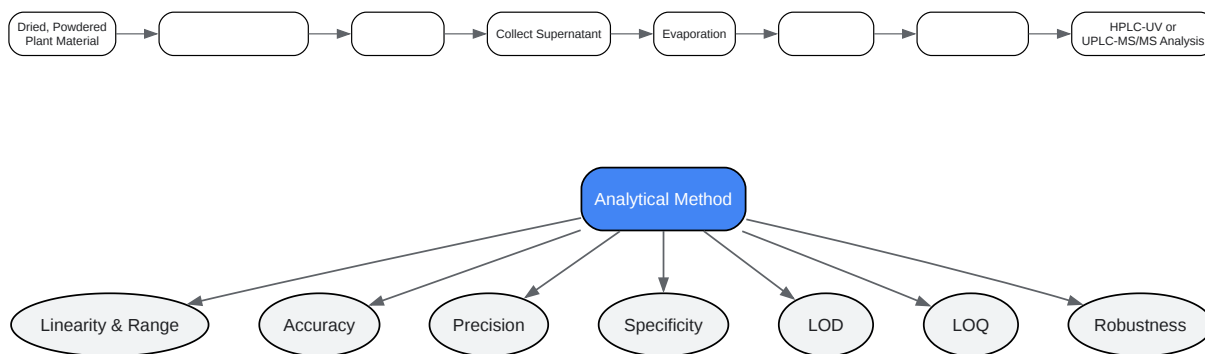 Dried, Powdered
Plant Material
Collect Supernatant
Evaporation
HPLC-UV or
UPLC-MS/MS Analysis
Analytical Method
Linearity & Range
Accuracy
Precision
Specificity
LOD
LOQ
Robustness